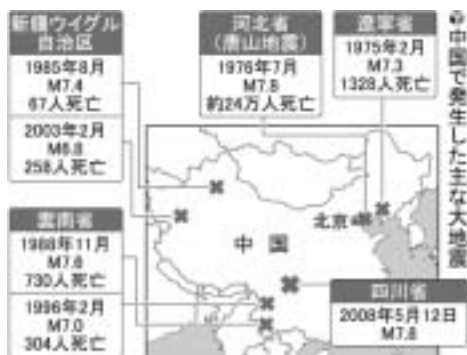 中国で発生した主な大地震
新疆ウイグル
自治区
1985年8月
M7.4
67人死亡
2003年2月
M6.8
258人死亡
河北省
(唐山地震)
1976年7月
M7.8
約24万人死亡
遼寧省
1975年2月
M7.3
1328人死亡
北京
中国
雲南省
1988年11月
M7.6
730人死亡
1996年2月
M7.0
304人死亡
四川省
2008年5月12日
M7.8